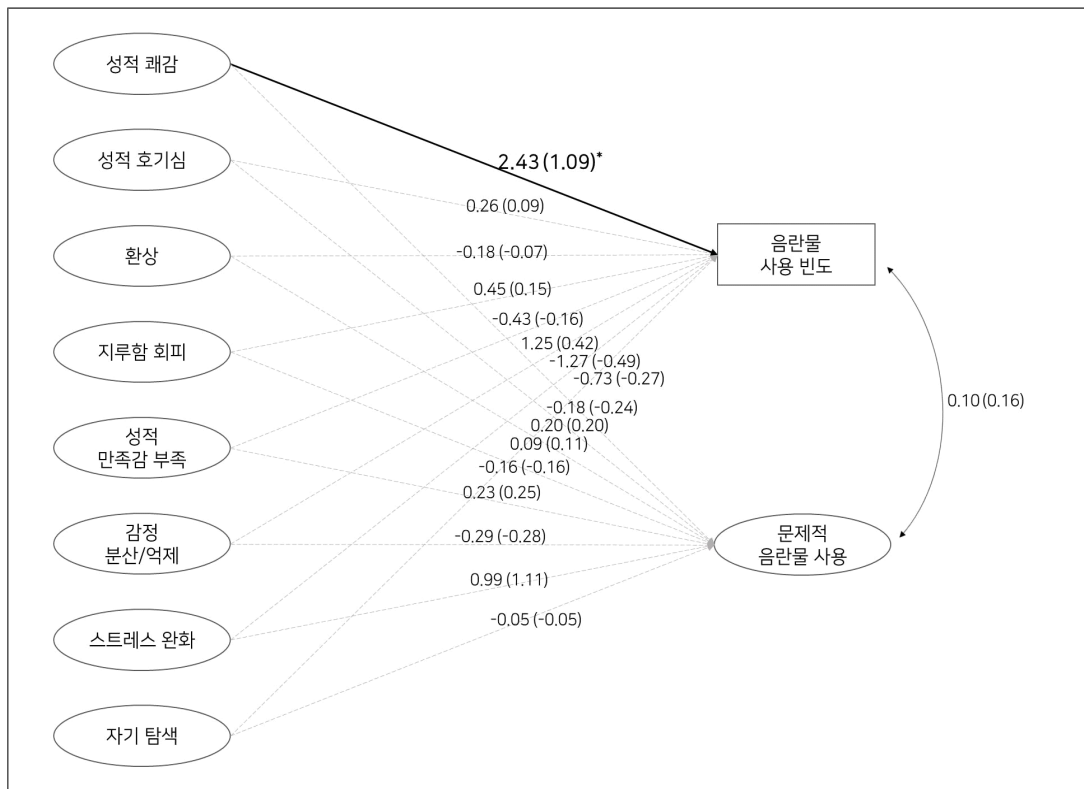 성적 쾌감
성적 호기심
환상
지루함 회피
성적
만족감 부족
감정
분산/억제
스트레스 완화
자기 탐색
2.43 (1.09)*
0.26 (0.09)
-0.18 (-0.07)
0.45 (0.15)
-0.43 (-0.16)
1.25 (0.42)
-1.27 (-0.49)
-0.73 (-0.27)
-0.18 (-0.24)
0.20 (0.20)
0.09 (0.11)
-0.16 (-0.16)
0.23 (0.25)
-0.29 (-0.28)
0.99 (1.11)
-0.05 (-0.05)
음란물
사용 빈도
문제적
음란물 사용
0.10 (0.16)